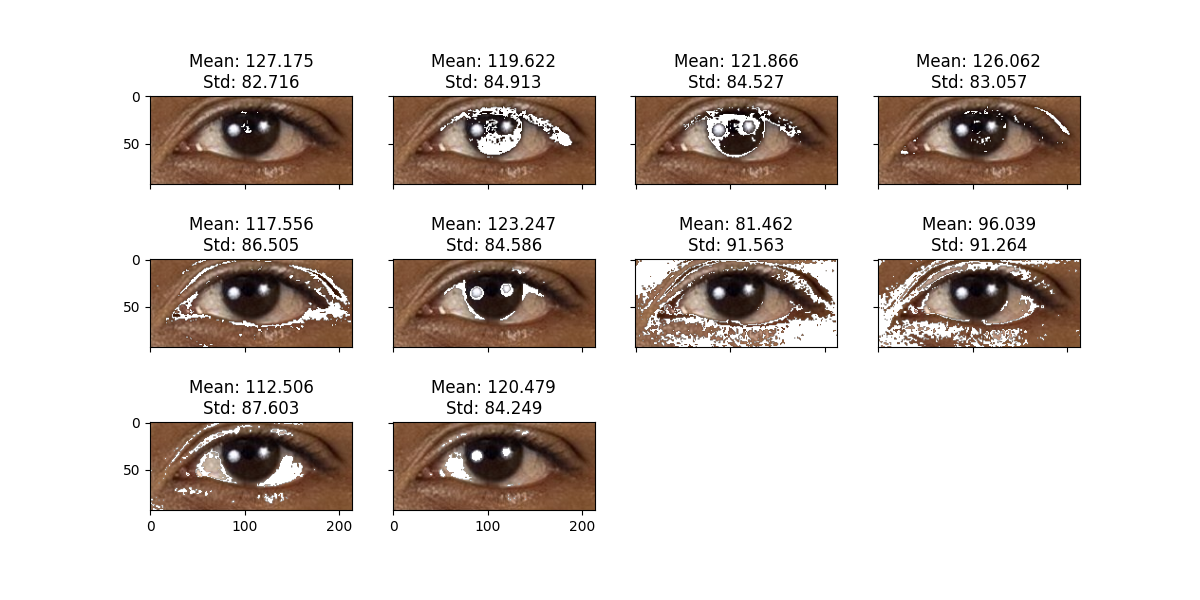 Mean: 127.175
Std: 82.716
Mean: 119.622
Std: 84.913
Mean: 121.866
Std: 84.527
Mean: 126.062
Std: 83.057
0
50
Mean: 117.556
Std: 86.505
Mean: 123.247
Std: 84.586
Mean: 81.462
Std: 91.563
Mean: 96.039
Std: 91.264
0
50
Mean: 112.506
Std: 87.603
Mean: 120.479
Std: 84.249
0
50
0 100 200
0 100 200